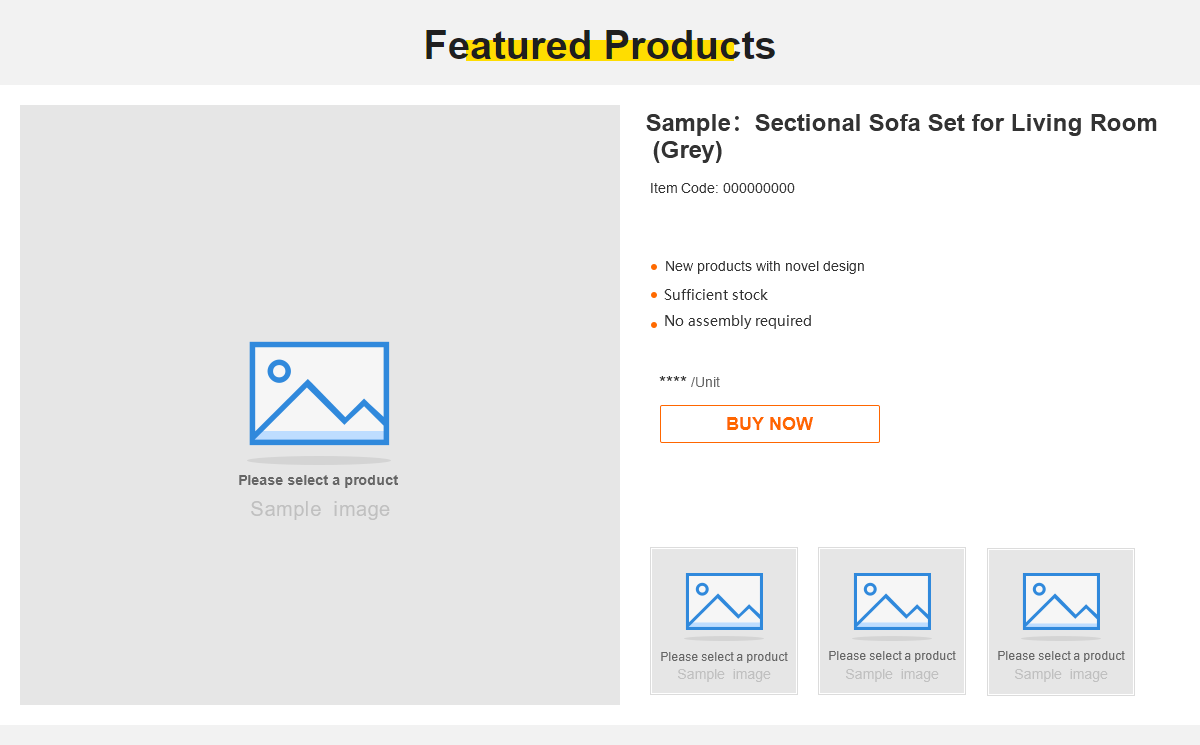 Featured Products
Sample：Sectional Sofa Set for Living Room
(Grey)
Item Code: 000000000
New products with novel design
Sufficient stock
No assembly required
**** /Unit
BUY NOW
Please select a product
Sample image
Please select a product
Sample image
Please select a product
Sample image
Please select a product
Sample image